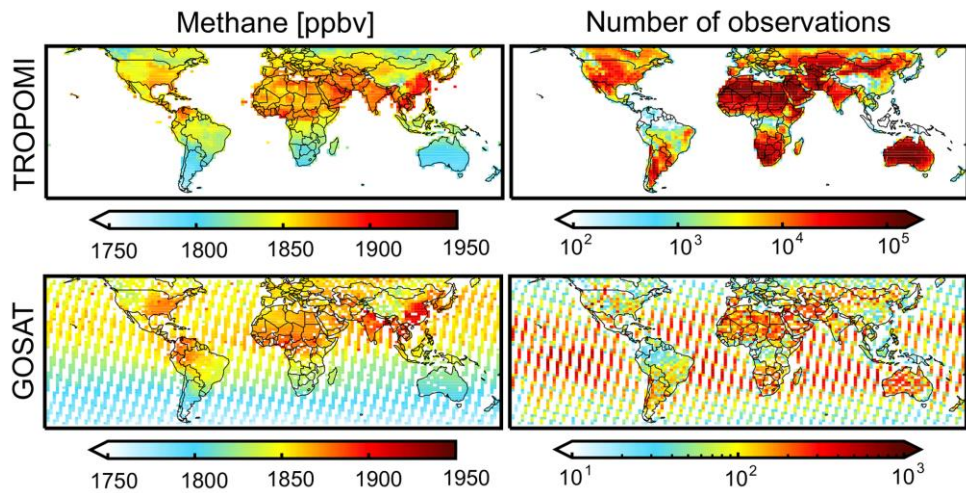 Methane [ppbv]
Number of observations
TROPOMI
1750 1800 1850 1900 1950
10² 10³ 10⁴ 10⁵
GOSAT
1750 1800 1850 1900 1950
10¹ 10² 10³